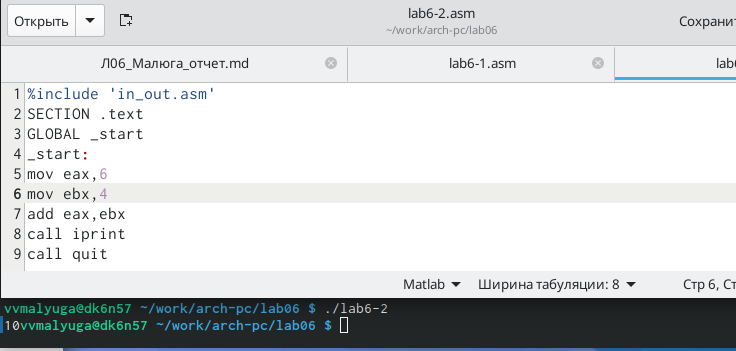 Открыть
lab6-2.asm
~/work/arch-pc/lab06
Сохранит
Л06_Малюга_отчет.md
lab6-1.asm
lab6
1 %include 'in_out.asm'
2 SECTION .text
3 GLOBAL _start
4 _start:
5 mov eax,6
6 mov ebx,4
7 add eax,ebx
8 call iprint
9 call quit
Matlab Ширина табуляции: 8 Стр 6, Ст
vvmalyuga@dk6n57 ~/work/arch-pc/lab06 $ ./lab6-2
10vvmalyuga@dk6n57 ~/work/arch-pc/lab06 $